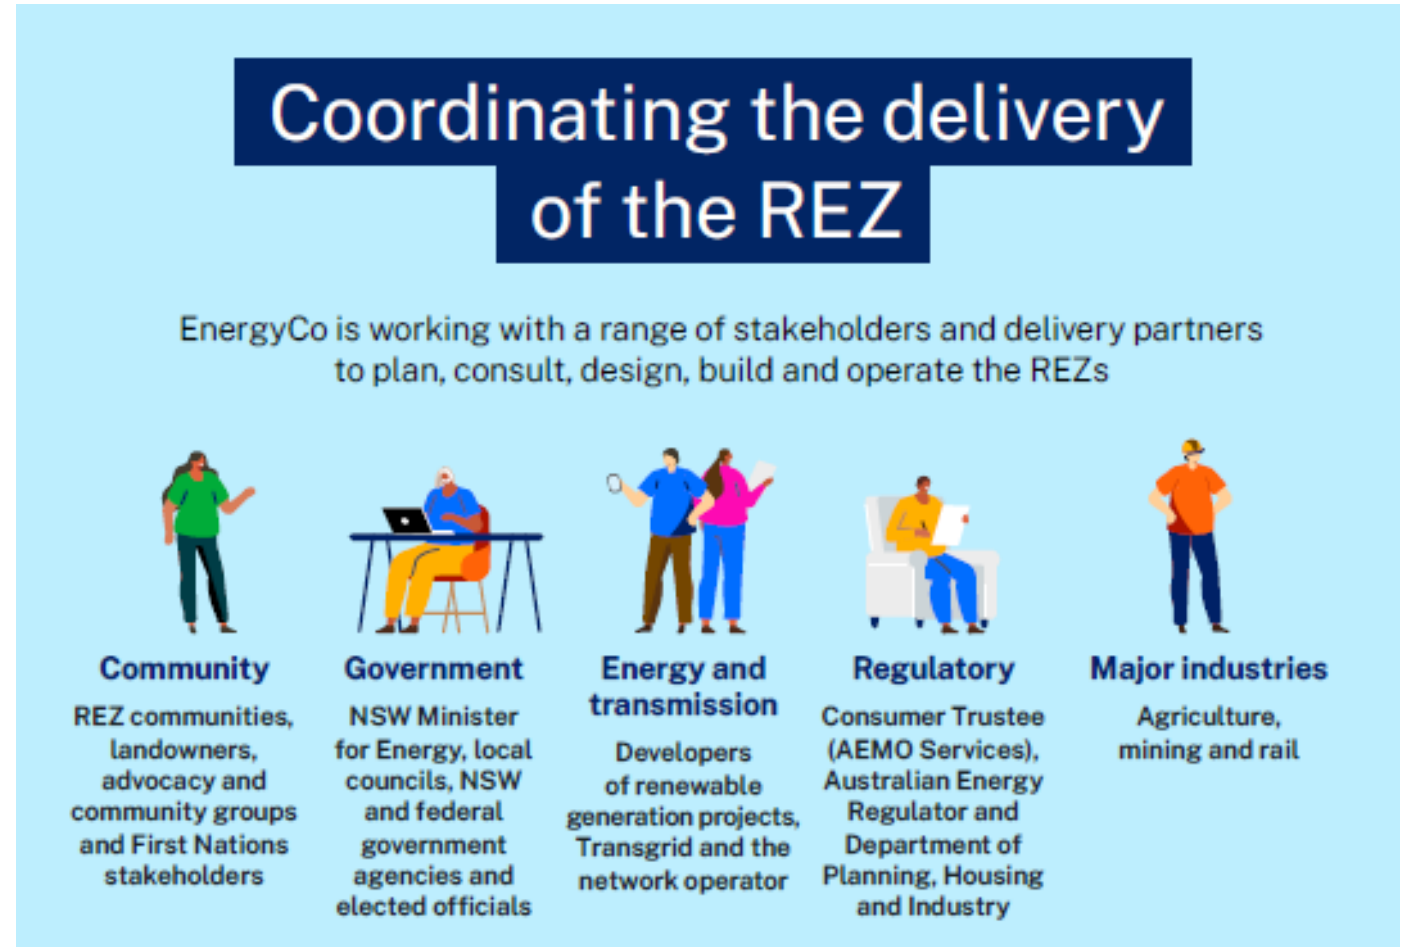 Coordinating the delivery
of the REZ
EnergyCo is working with a range of stakeholders and delivery partners
to plan, consult, design, build and operate the REZs
Community
REZ communities,
landowners,
advocacy and
community groups
and First Nations
stakeholders
Government
NSW Minister
for Energy, local
councils, NSW
and federal
government
agencies and
elected officials
Energy and
transmission
Developers
of renewable
generation projects,
Transgrid and the
network operator
Regulatory
Consumer Trustee
(AEMO Services),
Australian Energy
Regulator and
Department of
Planning, Housing
and Industry
Major industries
Agriculture,
mining and rail